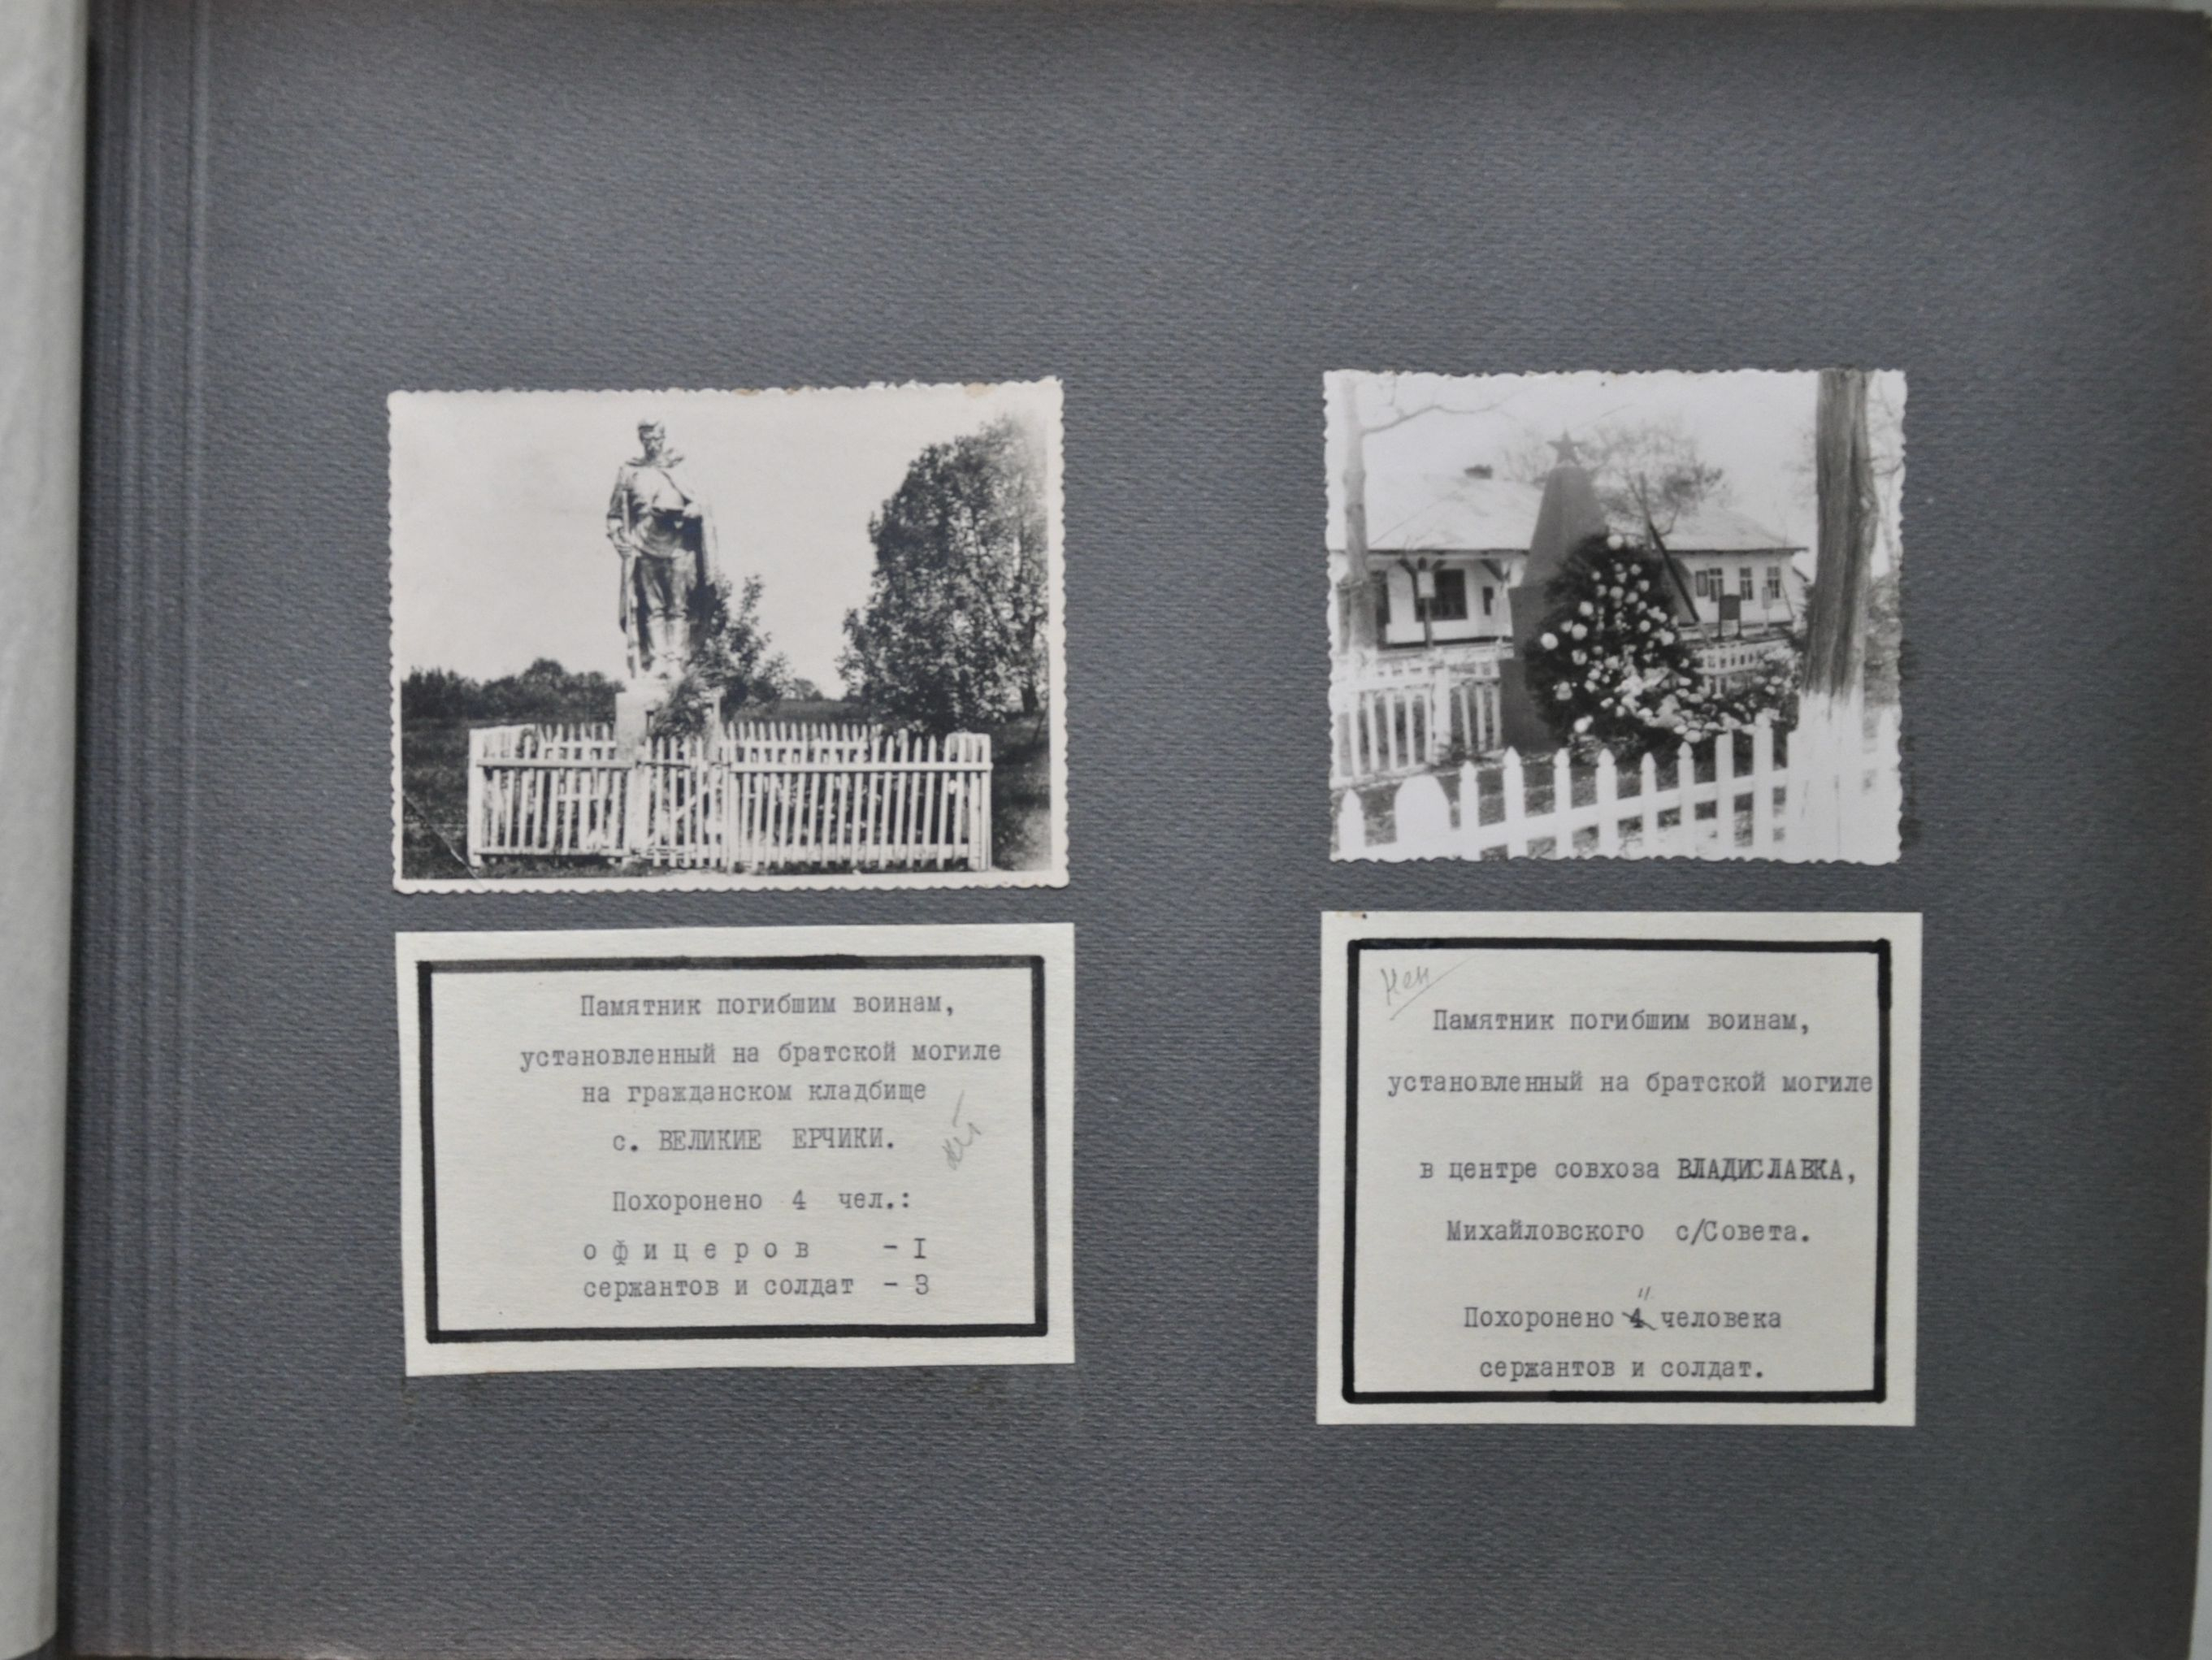 Памятник погибшим воинам,
установленный на братской могиле
на гражданском кладбище
с. ВЕЛИКИЕ ЕРЧИКИ.
Похоронено 4 чел.:
офицеров - I
сержантов и солдат - 3
Памятник погибшим воинам,
установленный на братской могиле
в центре совхоза ВЛАДИСЛАВКА,
Михайловского с/Совета.
11
Похоронено 4 человека
сержантов и солдат.